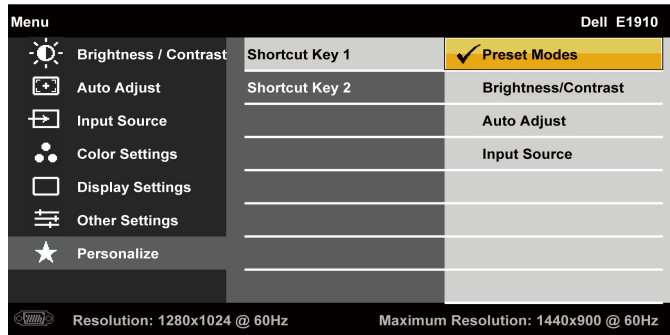 Menu Dell E1910
Brightness / Contrast Shortcut Key 1 Preset Modes
Auto Adjust Shortcut Key 2 Brightness/Contrast
Input Source Auto Adjust
Color Settings Input Source
Display Settings
Other Settings
Personalize
Resolution: 1280x1024 @ 60Hz Maximum Resolution: 1440x900 @ 60Hz